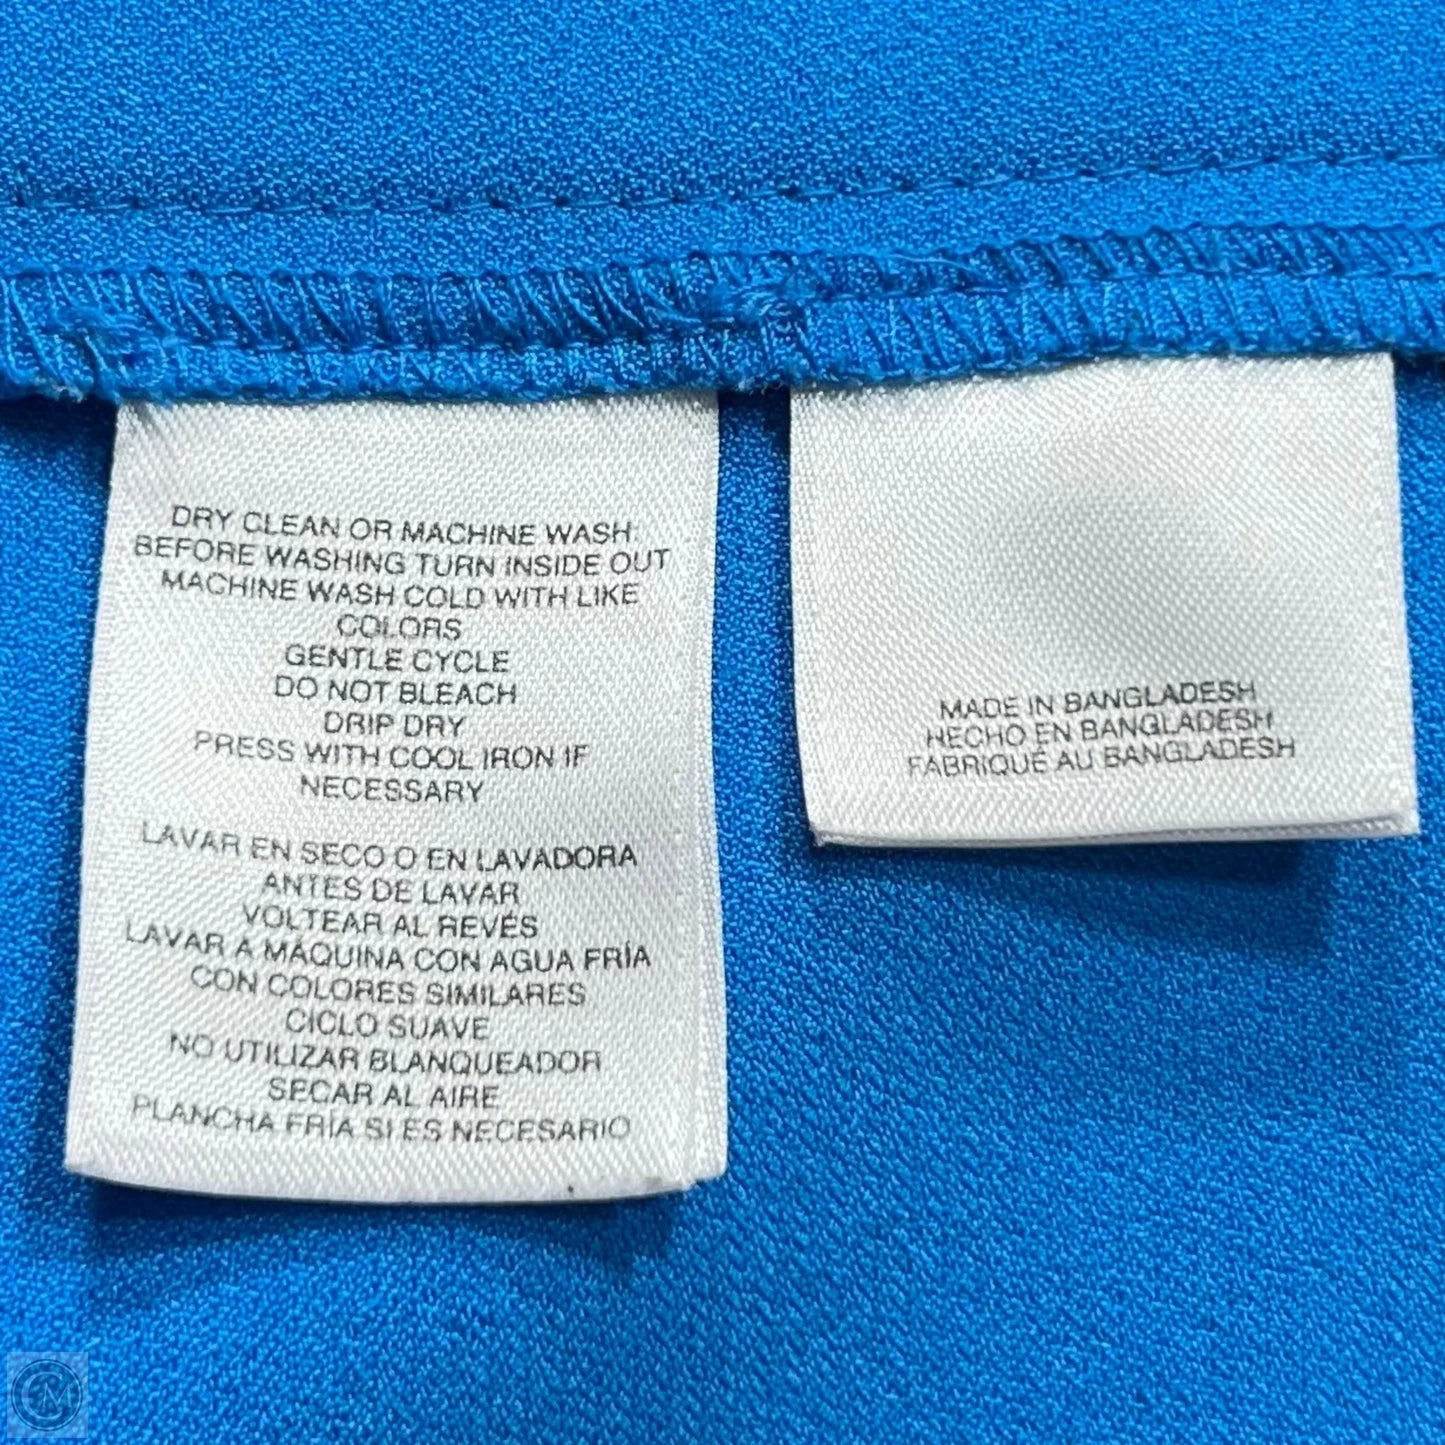 DRY CLEAN OR MACHINE WASH.
BEFORE WASHING TURN INSIDE OUT
MACHINE WASH COLD WITH LIKE
COLORS
GENTLE CYCLE
DO NOT BLEACH
DRIP DRY
PRESS WITH COOL IRON IF
NECESSARY
LAVAR EN SECO O EN LAVADORA
ANTES DE LAVAR
VOLTEAR AL REVÉS
LAVAR A MÁQUINA CON AGUA FRÍA
CON COLORES SIMILARES
CICLO SUAVE
NO UTILIZAR BLANQUEADOR
SECAR AL AIRE
PLANCHA FRÍA SI ES NECESARIO
MADE IN BANGLADESH
HECHO EN BANGLADESH
FABRIQUÉ AU BANGLADESH